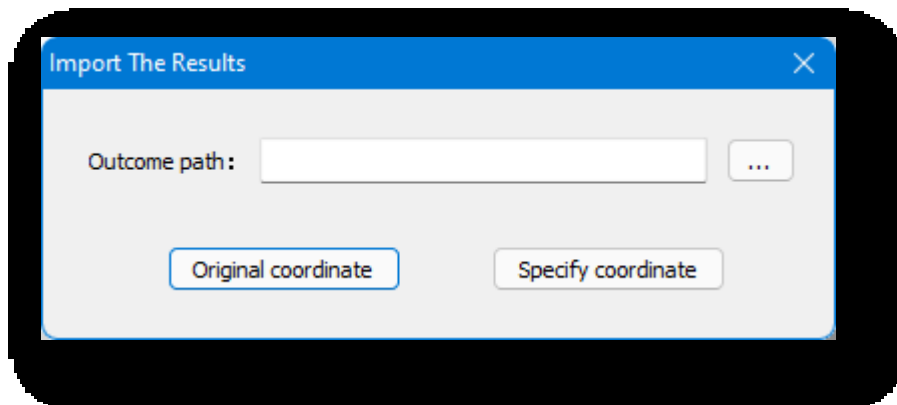 Import The Results
Outcome path：
...
Original coordinate
Specify coordinate